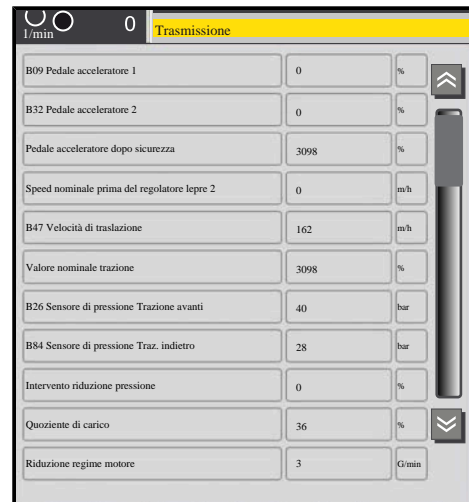 l/min 0 Trasmissione
B09 Pedale acceleratore 1 0 %
B32 Pedale acceleratore 2 0 %
Pedale acceleratore dopo sicurezza 3098 %
Speed nominale prima del regolatore lepre 2 0 m/h
B47 Velocità di traslazione 162 m/h
Valore nominale trazione 3098 %
B26 Sensore di pressione Trazione avanti 40 bar
B84 Sensore di pressione Traz. indietro 28 bar
Intervento riduzione pressione 0 %
Quoziente di carico 36 %
Riduzione regime motore 3 G/min